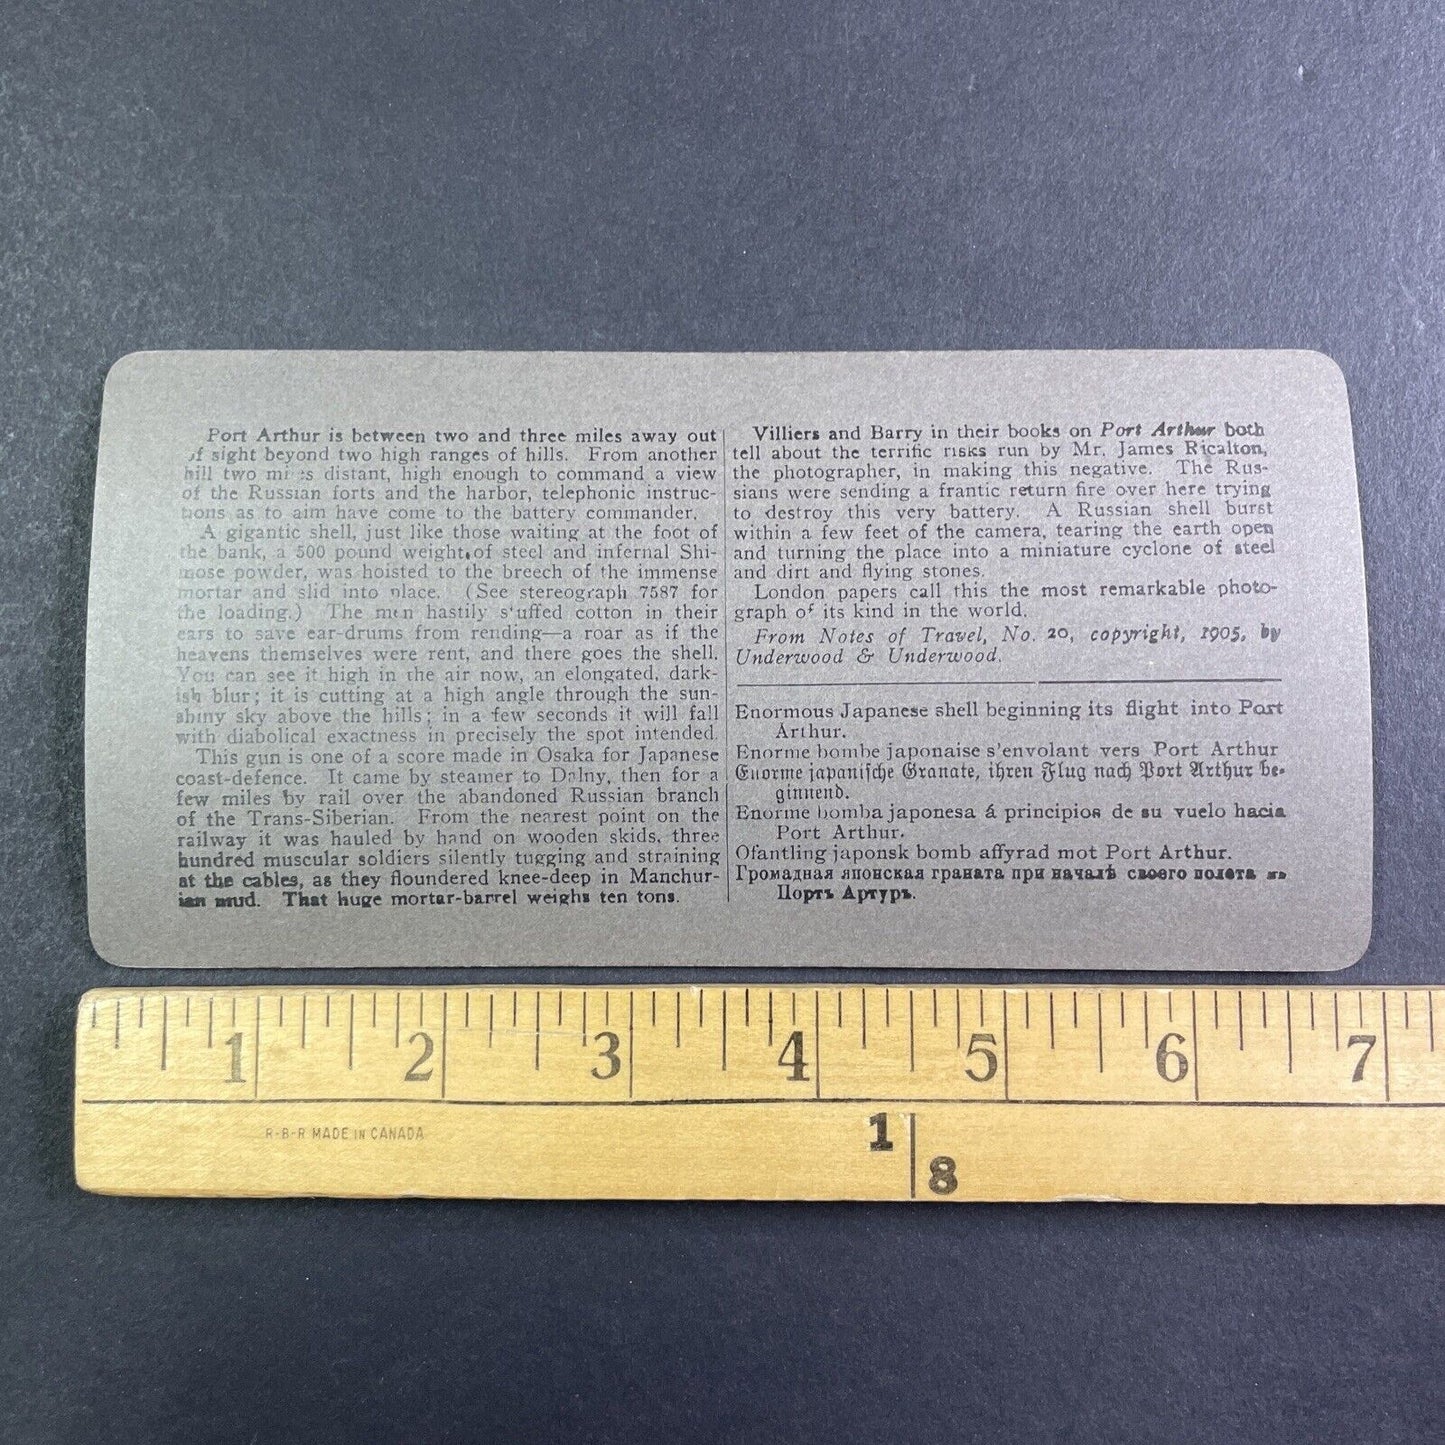 Port Arthur is between two and three miles away out
of sight beyond two high ranges of hills. From another
hill two miles distant, high enough to command a view
of the Russian forts and the harbor, telephonic instruc-
tions as to aim have come to the battery commander.
A gigantic shell, just like those waiting at the foot of
the bank, a 500 pound weight of steel and infernal Shi-
mose powder, was hoisted to the breech of the immense
mortar and slid into place. (See stereograph 7587 for
the loading.) The men hastily stuffed cotton in their
ears to save ear-drums from rending—a roar as if the
heavens themselves were rent, and there goes the shell.
You can see it high in the air now, an elongated, dark-
ish blur; it is cutting at a high angle through the sun-
shiny sky above the hills; in a few seconds it will fall
with diabolical exactness in precisely the spot intended.
This gun is one of a score made in Osaka for Japanese
coast-defence. It came by steamer to Dalny, then for a
few miles by rail over the abandoned Russian branch
of the Trans-Siberian. From the nearest point on the
railway it was hauled by hand on wooden skids, three
hundred muscular soldiers silently tugging and straining
at the cables, as they floundered knee-deep in Manchur-
ian mud. That huge mortar-barrel weighs ten tons.
Villiers and Barry in their books on Port Arthur both
tell about the terrific risks run by Mr. James Ricalton,
the photographer, in making this negative. The Rus-
sians were sending a frantic return fire over here trying
to destroy this very battery. A Russian shell burst
within a few feet of the camera, tearing the earth open
and turning the place into a miniature cyclone of steel
and dirt and flying stones.
London papers call this the most remarkable photo-
graph of its kind in the world.
From Notes of Travel, No. 20, copyright, 1905, by
Underwood & Underwood.
Enormous Japanese shell beginning its flight into Port
Arthur.
Enorme bombe japonaise s'envolant vers Port Arthur
Enorme japanische Granate, ihren Flug nach Port Arthur be-
ginnend.
Enorme bomba japonesa á principios de su vuelo hacia
Port Arthur.
Ofantling japonsk bomb affyrad mot Port Arthur.
Громадная японская граната при началѣ своего полета въ
Портъ Артуръ.
1 2 3 4 5 6 7
R-B-R MADE IN CANADA
1
8